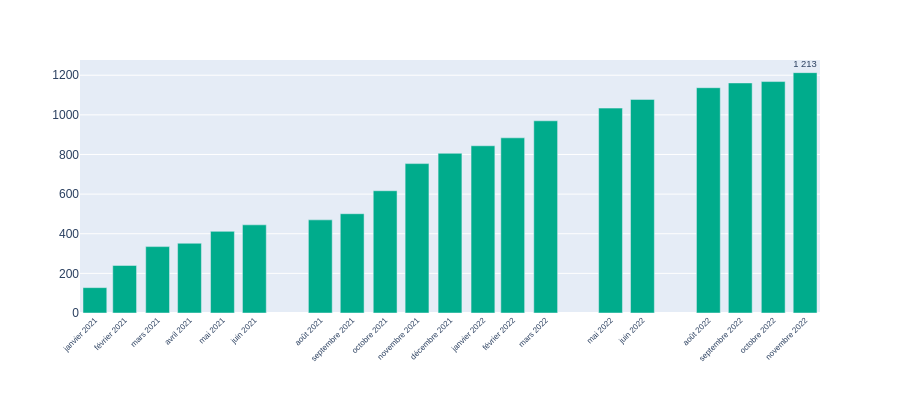 1 213
1200
1000
800
600
400
200
0
janvier 2021
février 2021
mars 2021
avril 2021
mai 2021
juin 2021
août 2021
septembre 2021
octobre 2021
novembre 2021
décembre 2021
janvier 2022
février 2022
mars 2022
mai 2022
juin 2022
août 2022
septembre 2022
octobre 2022
novembre 2022